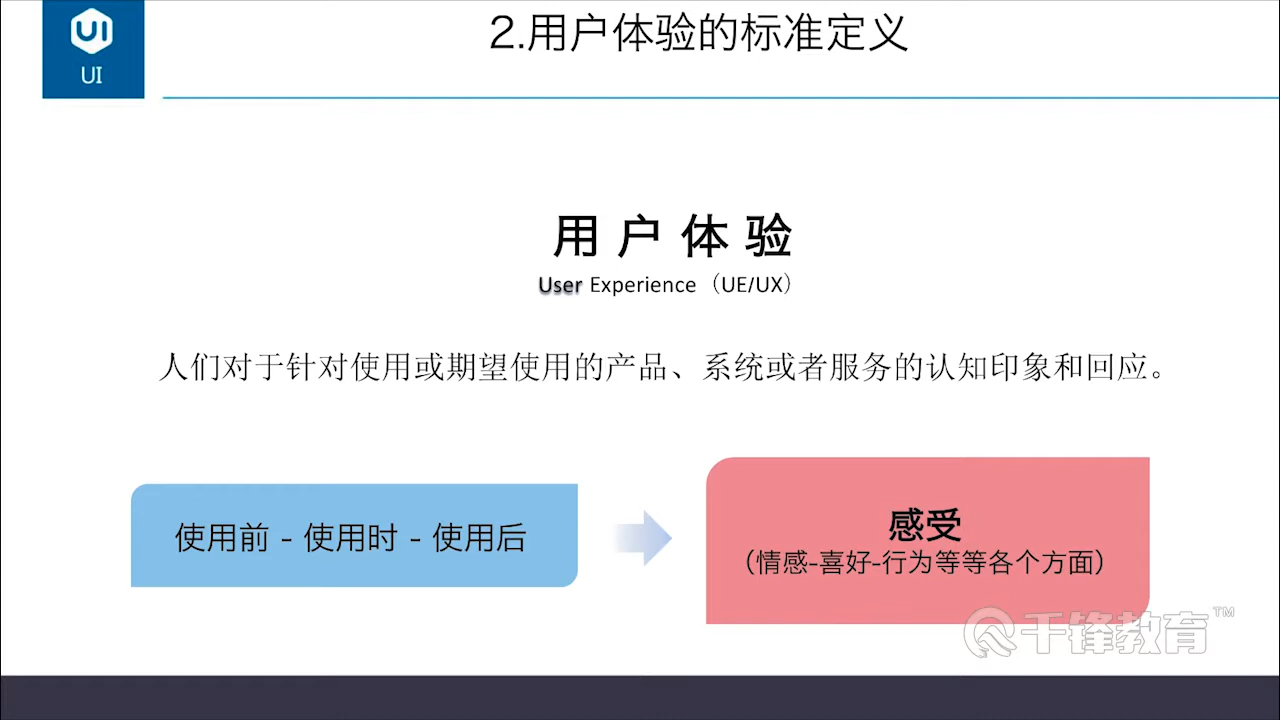 UI
UI
2.用户体验的标准定义
用户体验
User Experience（UE/UX）
人们对于针对使用或期望使用的产品、系统或者服务的认知印象和回应。
使用前 - 使用时 - 使用后
感受
（情感-喜好-行为等等各个方面）
千锋教育™